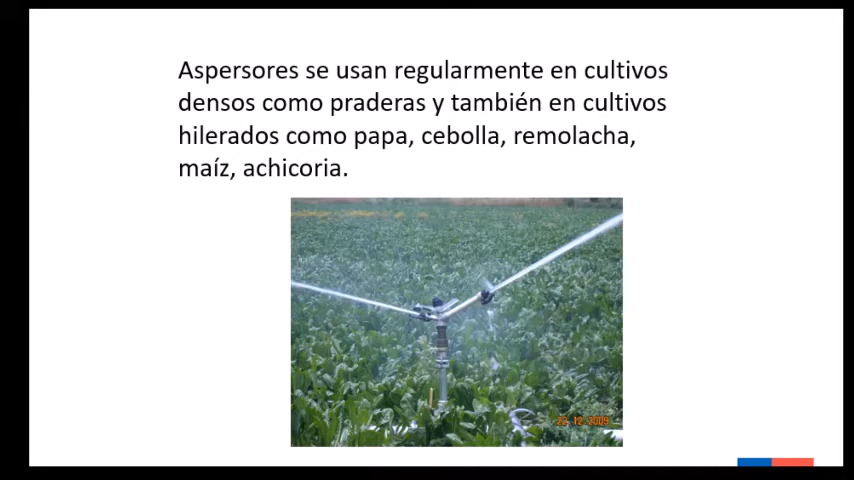 Aspersores se usan regularmente en cultivos
densos como praderas y también en cultivos
hilerados como papa, cebolla, remolacha,
maíz, achicoria.
22 12 2009